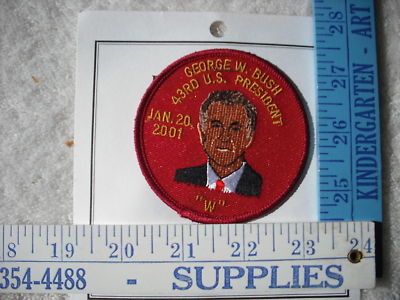 GEORGE W. BUSH
43RD U.S. PRESIDENT
JAN. 20,
2001
"W"
28
27
26
25
KINDERGARTEN - ART
18 19 20 21 22 23 24
354-4488 - SUPPLIES